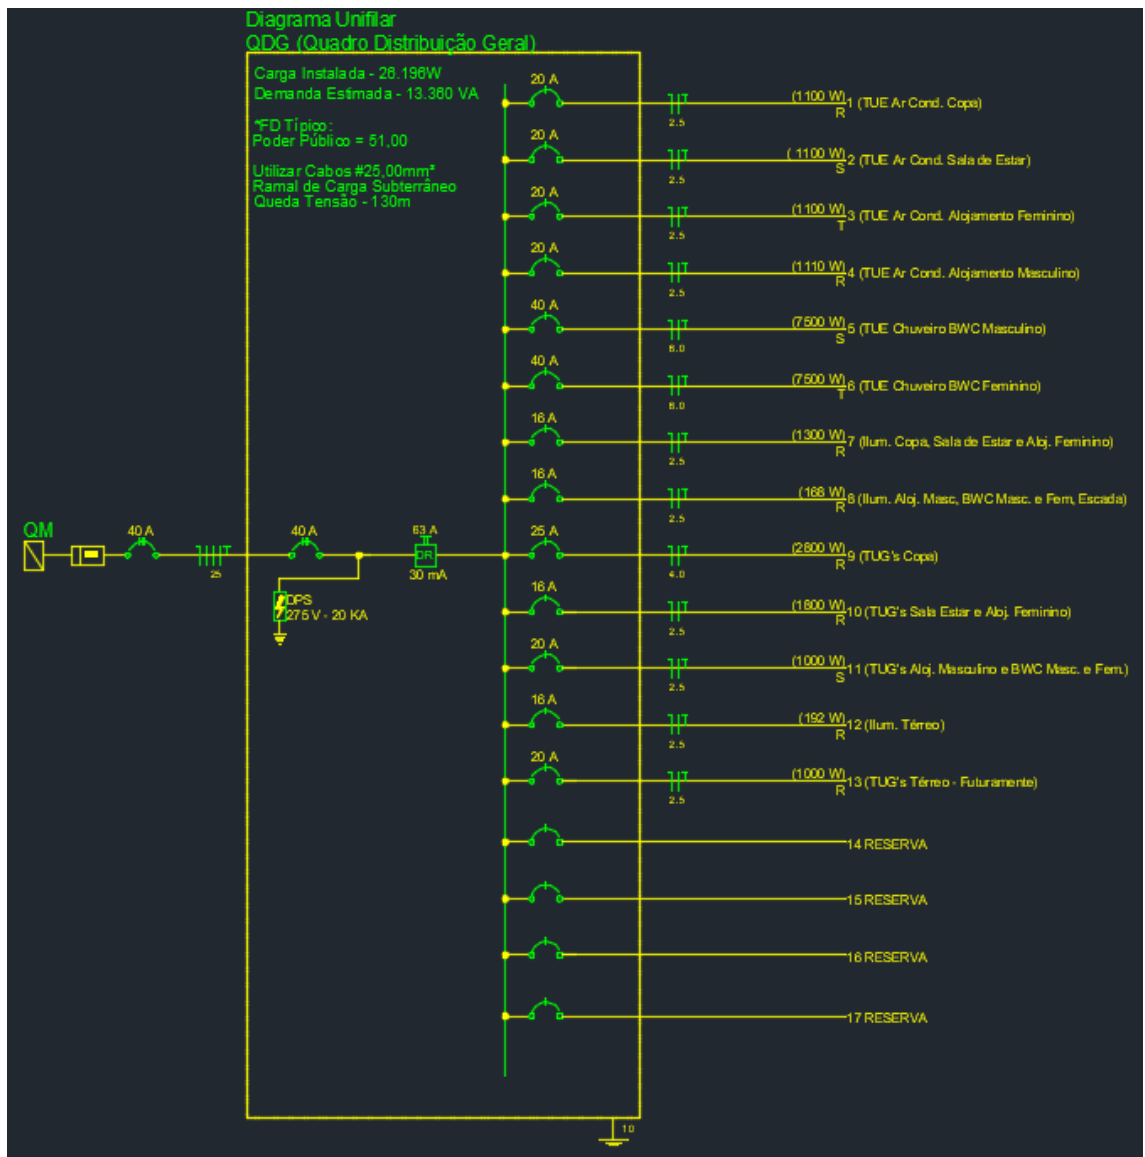 Diagrama Unifilar
QDG (Quadro Distribuição Geral)
Carga Instalada - 26.196W
Demanda Estimada - 13.360 VA
*FD Típico :
Poder Público = 51,00
Utilizar Cabos #25,00mm²
Ramal de Carga Subterrâneo
Queda Tensão - 130m
20 A
2.5
(1100 W)
R
1 (TUE Ar Cond. Copa)
20 A
2.5
( 1100 W)
S
2 (TUE Ar Cond. Sala de Estar)
20 A
2.5
(1100 W)
T
3 (TUE Ar Cond. Alojamento Feminino)
20 A
2.5
(1110 W)
R
4 (TUE Ar Cond. Alojamento Masculino)
40 A
6.0
(7500 W)
S
5 (TUE Chuveiro BWC Masculino)
40 A
6.0
(7500 W)
T
6 (TUE Chuveiro BWC Feminino)
16 A
2.5
(1300 W)
R
7 (Ilum. Copa, Sala de Estar e Aloj. Feminino)
16 A
2.5
(168 W)
R
8 (Ilum. Aloj. Masc, BWC Masc. e Fem, Escada)
QM
40 A
25
40 A
63 A
DR
30 mA
DPS
275 V - 20 KA
25 A
4.0
(2800 W)
R
9 (TUG's Copa)
16 A
2.5
(1800 W)
R
10 (TUG's Sala Estar e Aloj. Feminino)
20 A
2.5
(1000 W)
S
11 (TUG's Aloj. Masculino e BWC Masc. e Fem.)
16 A
2.5
(192 W)
R
12 (Ilum. Térreo)
20 A
2.5
(1000 W)
R
13 (TUG's Térreo - Futuramente)
14 RESERVA
15 RESERVA
16 RESERVA
17 RESERVA
10